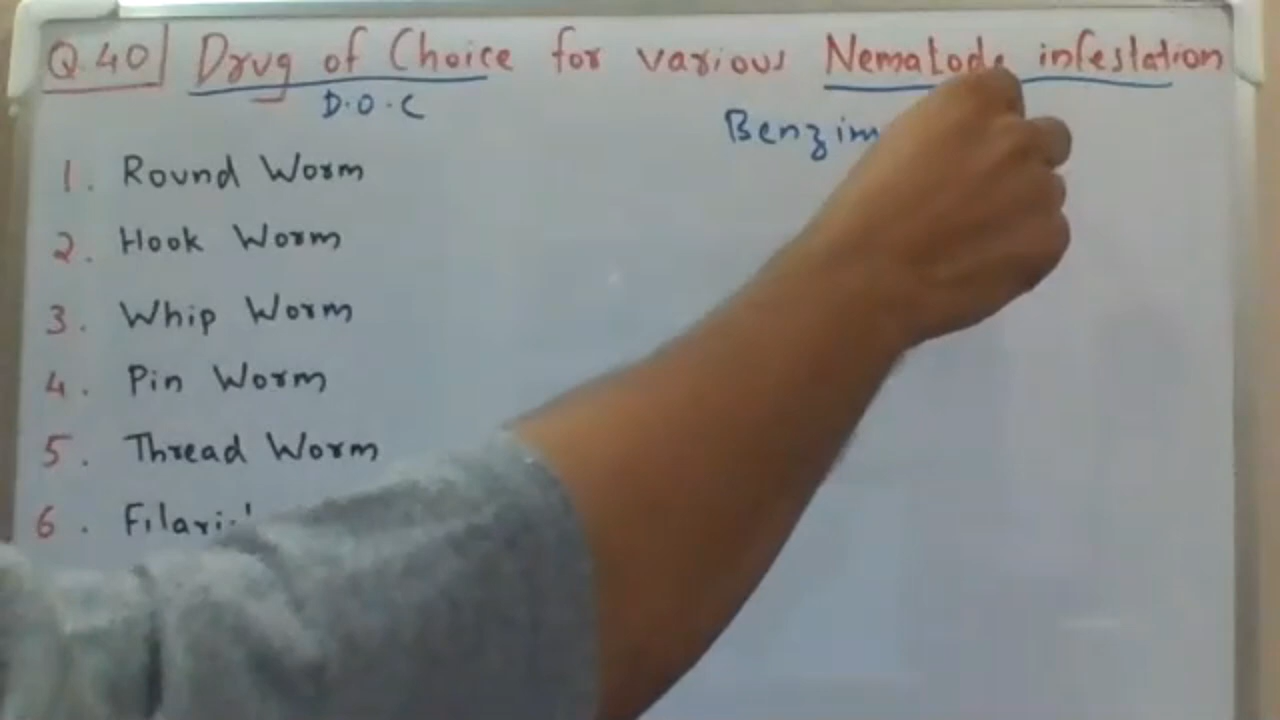 Q.40 Drug of Choice for various Nematode infestation
D.O.C
Benzim
1. Round Worm
2. Hook Worm
3. Whip Worm
4. Pin Worm
5. Thread Worm
6.